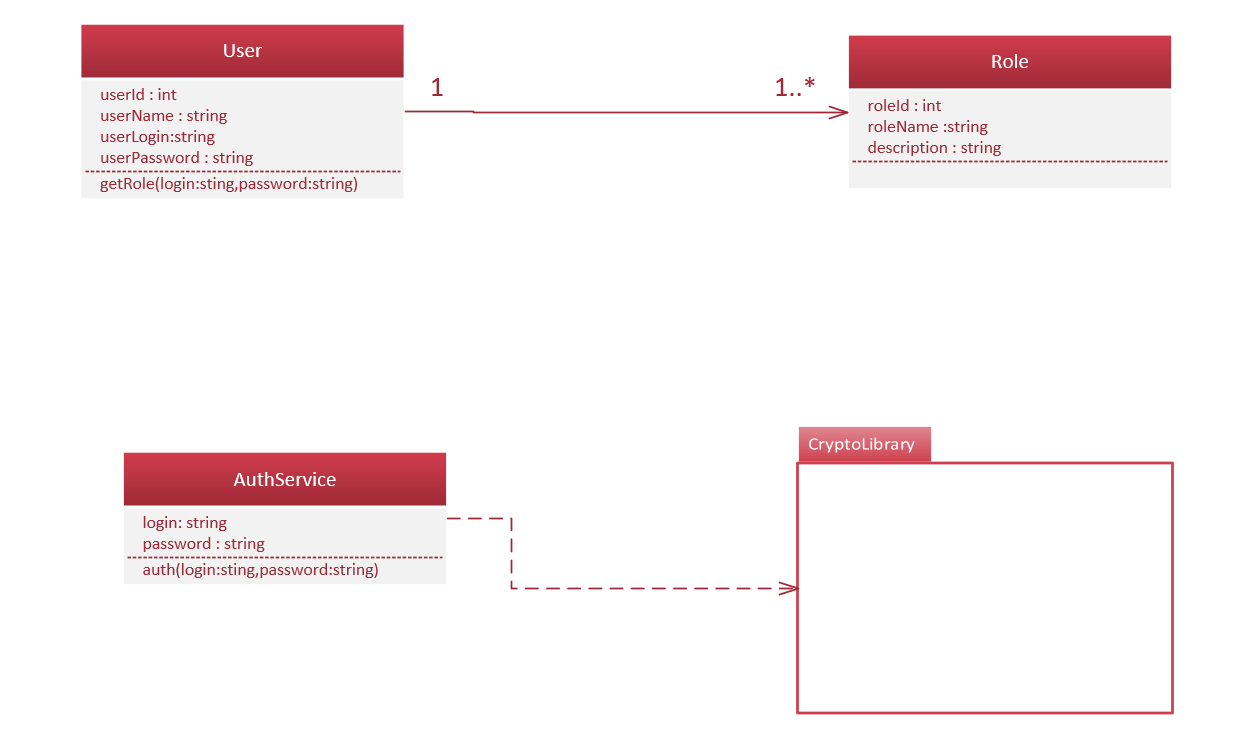 User
userId : int
userName : string
userLogin:string
userPassword : string
getRole(login:sting,password:string)
1
1..*
Role
roleId : int
roleName :string
description : string
AuthService
login: string
password : string
auth(login:sting,password:string)
CryptoLibrary